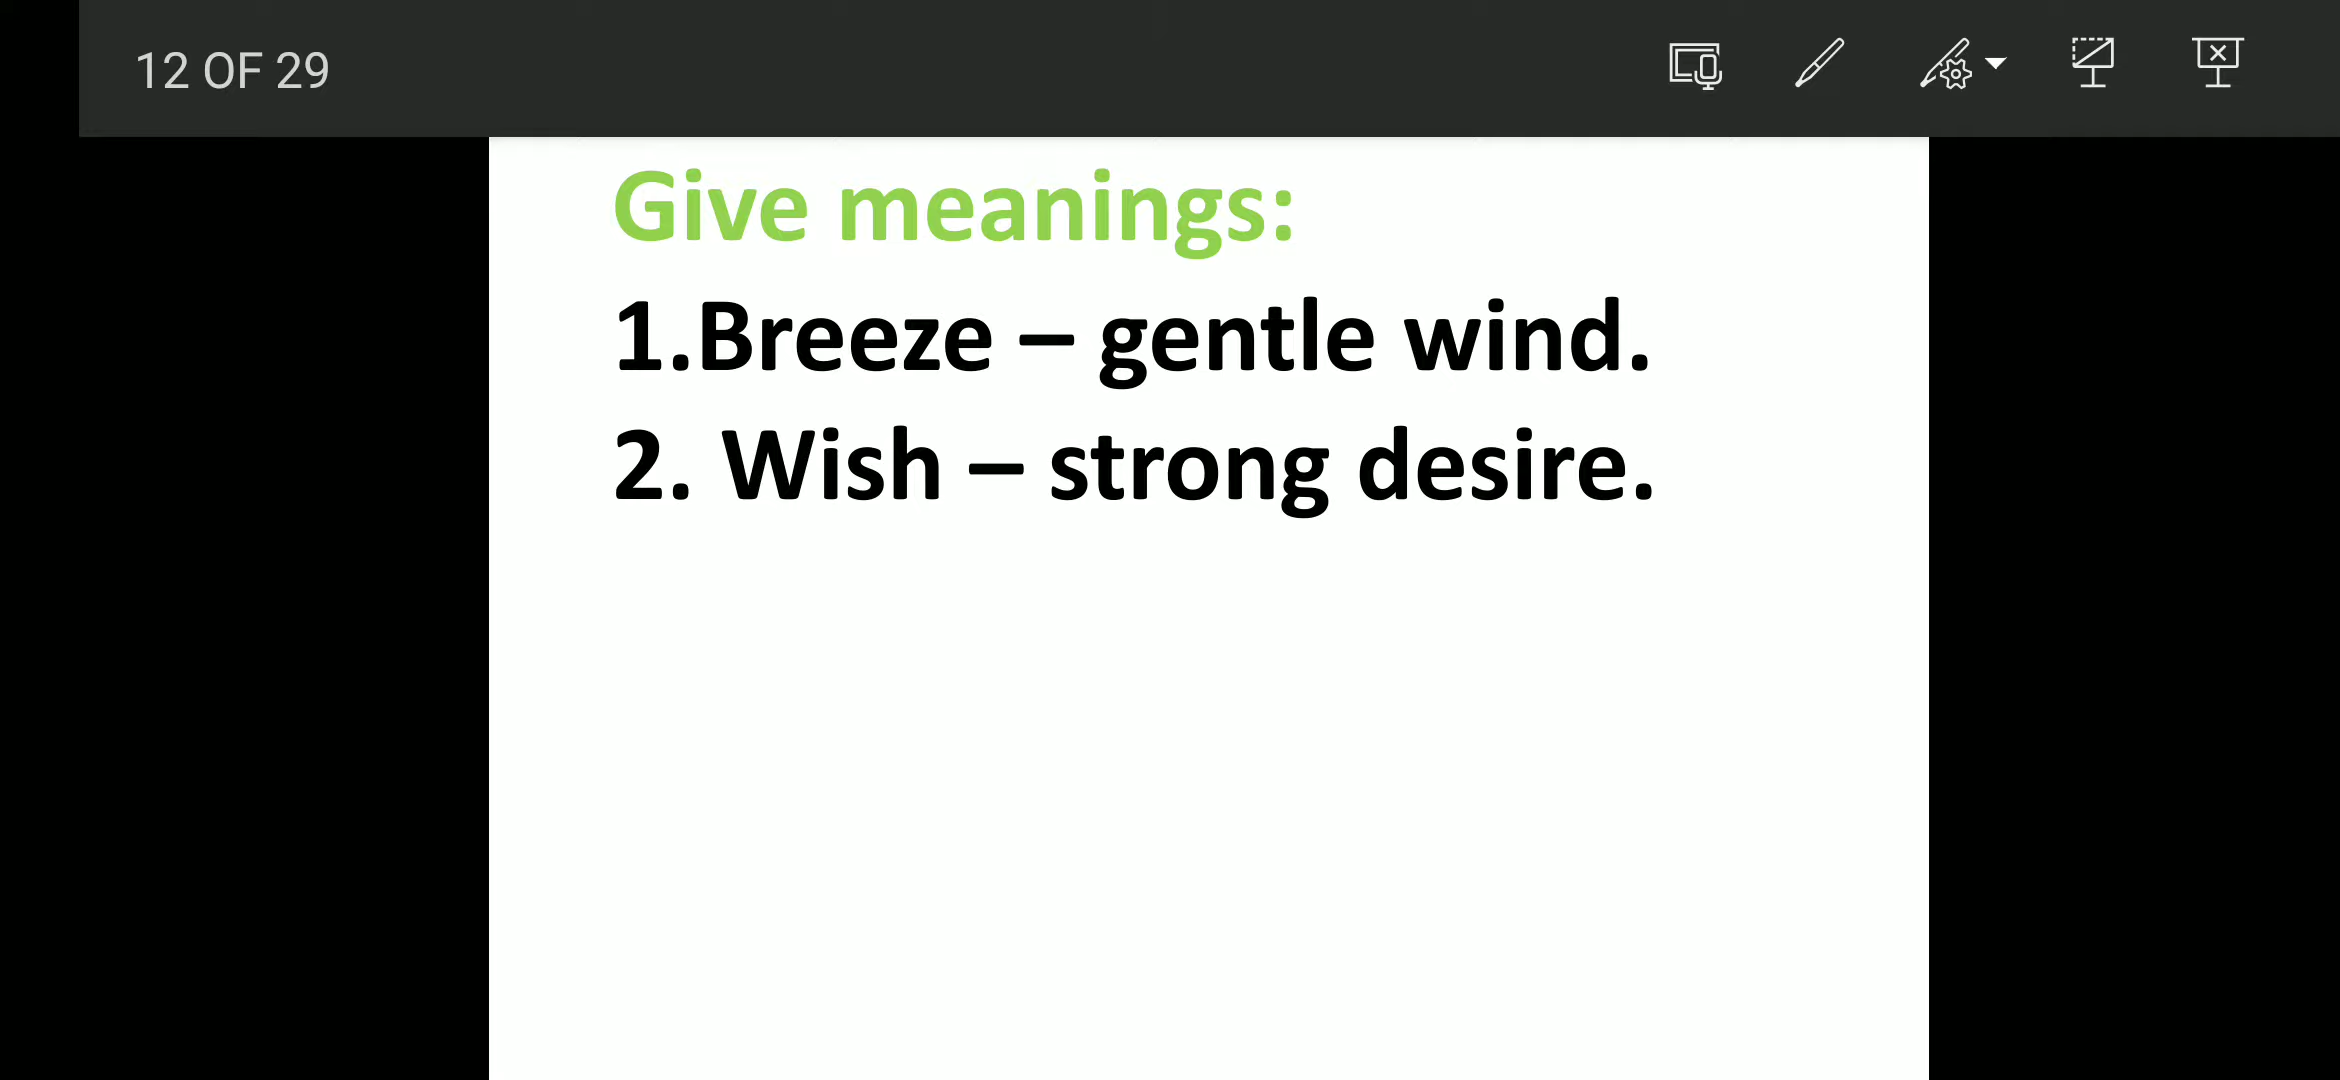 12 OF 29
Give meanings:
1.Breeze – gentle wind.
2. Wish – strong desire.